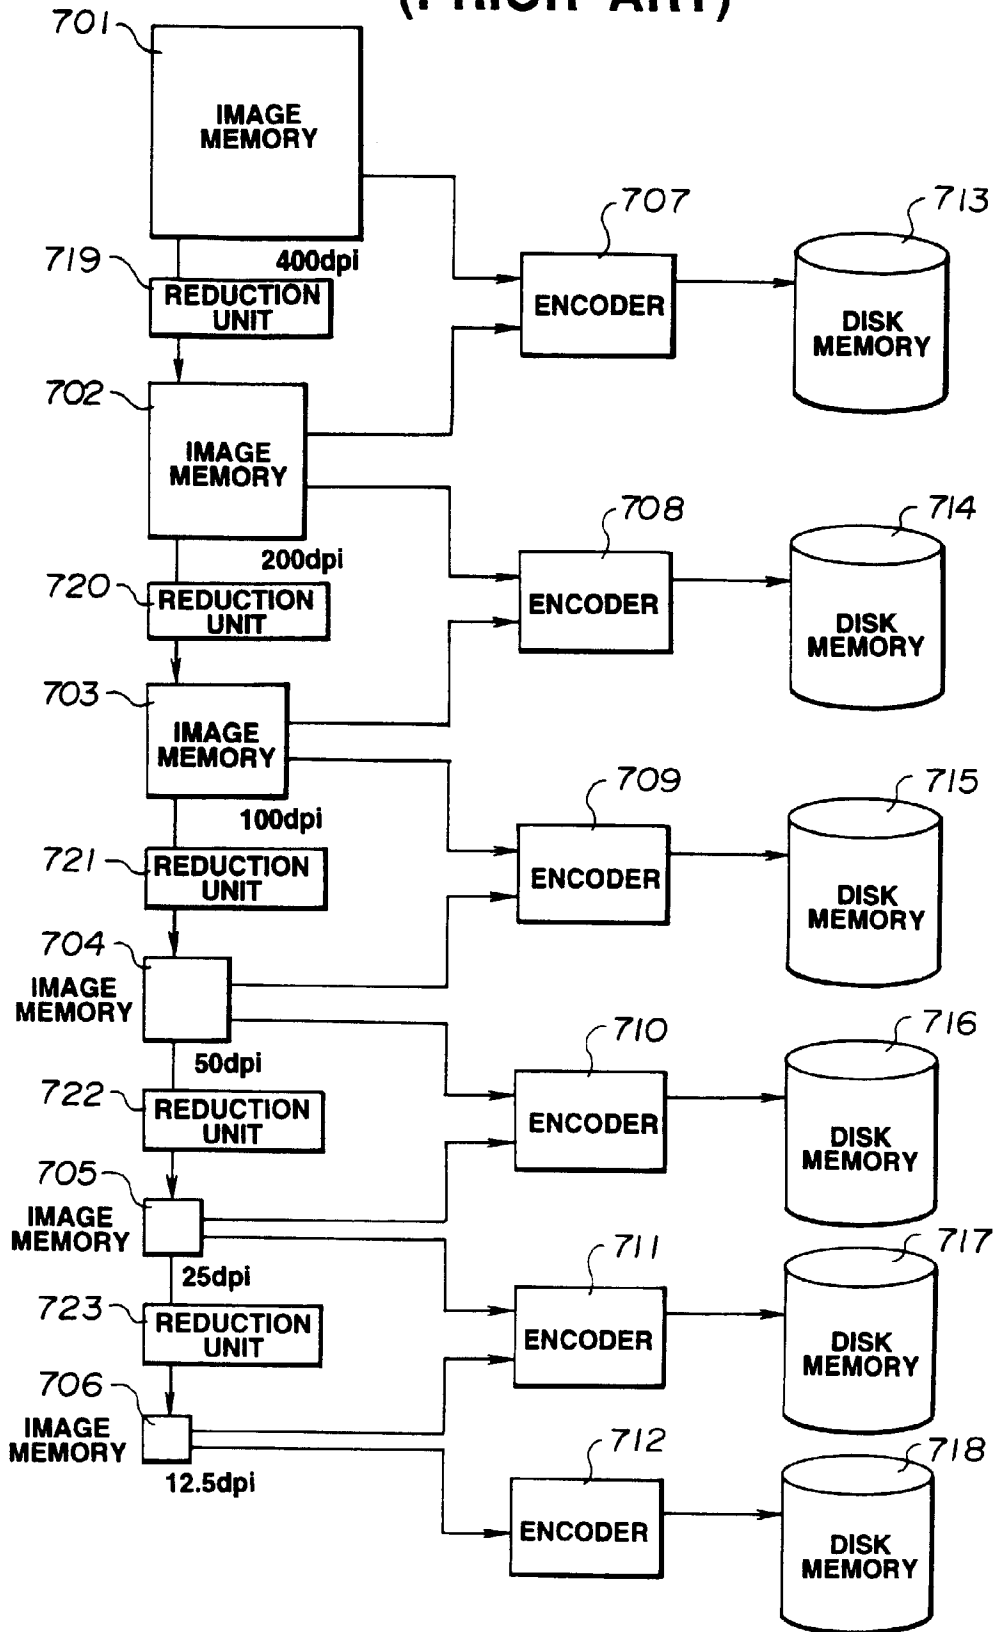 (PRIOR ART)
701
IMAGE
MEMORY
400dpi
707
ENCODER
713
DISK
MEMORY
719
REDUCTION
UNIT
702
IMAGE
MEMORY
200dpi
708
ENCODER
714
DISK
MEMORY
720
REDUCTION
UNIT
703
IMAGE
MEMORY
100dpi
709
ENCODER
715
DISK
MEMORY
721
REDUCTION
UNIT
704
IMAGE
MEMORY
50dpi
710
ENCODER
716
DISK
MEMORY
722
REDUCTION
UNIT
705
IMAGE
MEMORY
25dpi
711
ENCODER
717
DISK
MEMORY
723
REDUCTION
UNIT
706
IMAGE
MEMORY
12.5dpi
712
ENCODER
718
DISK
MEMORY